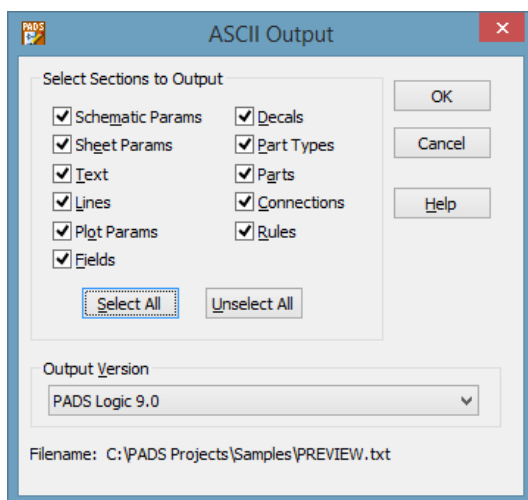 PADS
ASCII Output
Select Sections to Output
Schematic Params
Decals
Sheet Params
Part Types
Text
Parts
Lines
Connections
Plot Params
Rules
Fields
Select All
Unselect All
OK
Cancel
Help
Output Version
PADS Logic 9.0
Filename: C:\PADS Projects\Samples\PREVIEW.txt